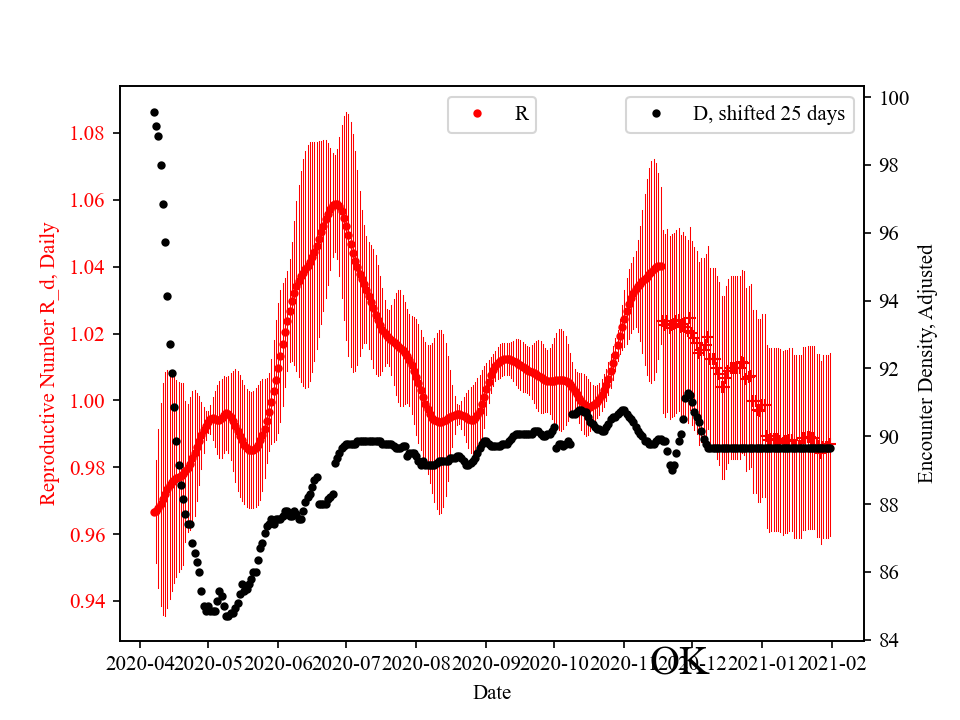 R
D, shifted 25 days
1.08
1.06
1.04
1.02
1.00
0.98
0.96
0.94
Reproductive Number R_d, Daily
100
98
96
94
92
90
88
86
84
Encounter Density, Adjusted
2020-04 2020-05 2020-06 2020-07 2020-08 2020-09 2020-10 2020-11 2020-12 2021-01 2021-02
OK
Date